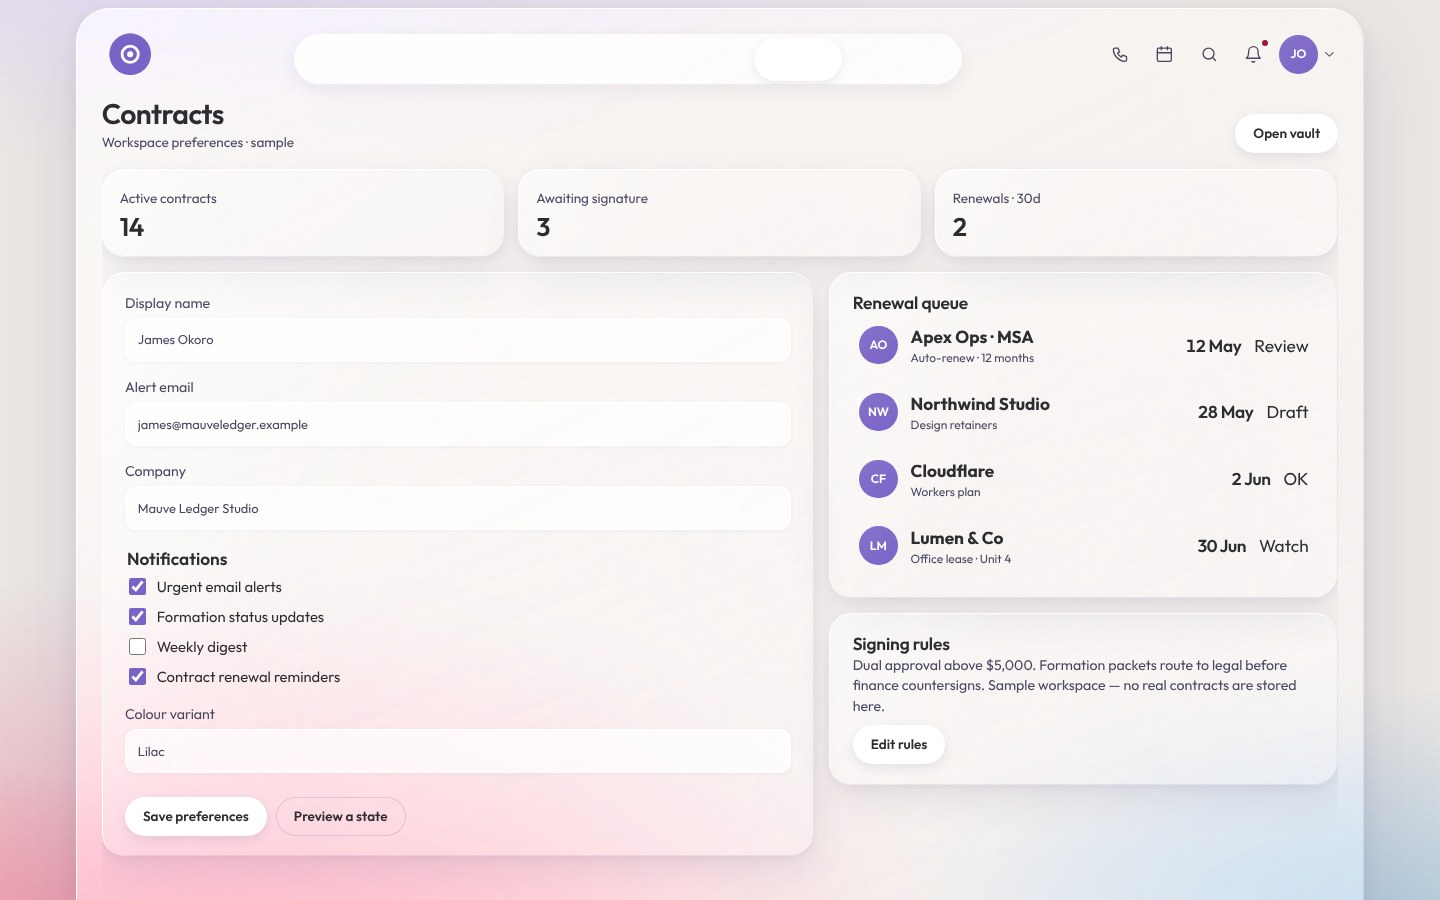 JO
Contracts
Workspace preferences · sample
Open vault
Active contracts
14
Awaiting signature
3
Renewals · 30d
2
Display name
James Okoro
Alert email
james@mauveledger.example
Company
Mauve Ledger Studio
Notifications
Urgent email alerts
Formation status updates
Weekly digest
Contract renewal reminders
Colour variant
Lilac
Save preferences
Preview a state
Renewal queue
AO
Apex Ops · MSA
Auto-renew · 12 months
12 May Review
NW
Northwind Studio
Design retainers
28 May Draft
CF
Cloudflare
Workers plan
2 Jun OK
LM
Lumen & Co
Office lease · Unit 4
30 Jun Watch
Signing rules
Dual approval above $5,000. Formation packets route to legal before
finance countersigns. Sample workspace — no real contracts are stored
here.
Edit rules